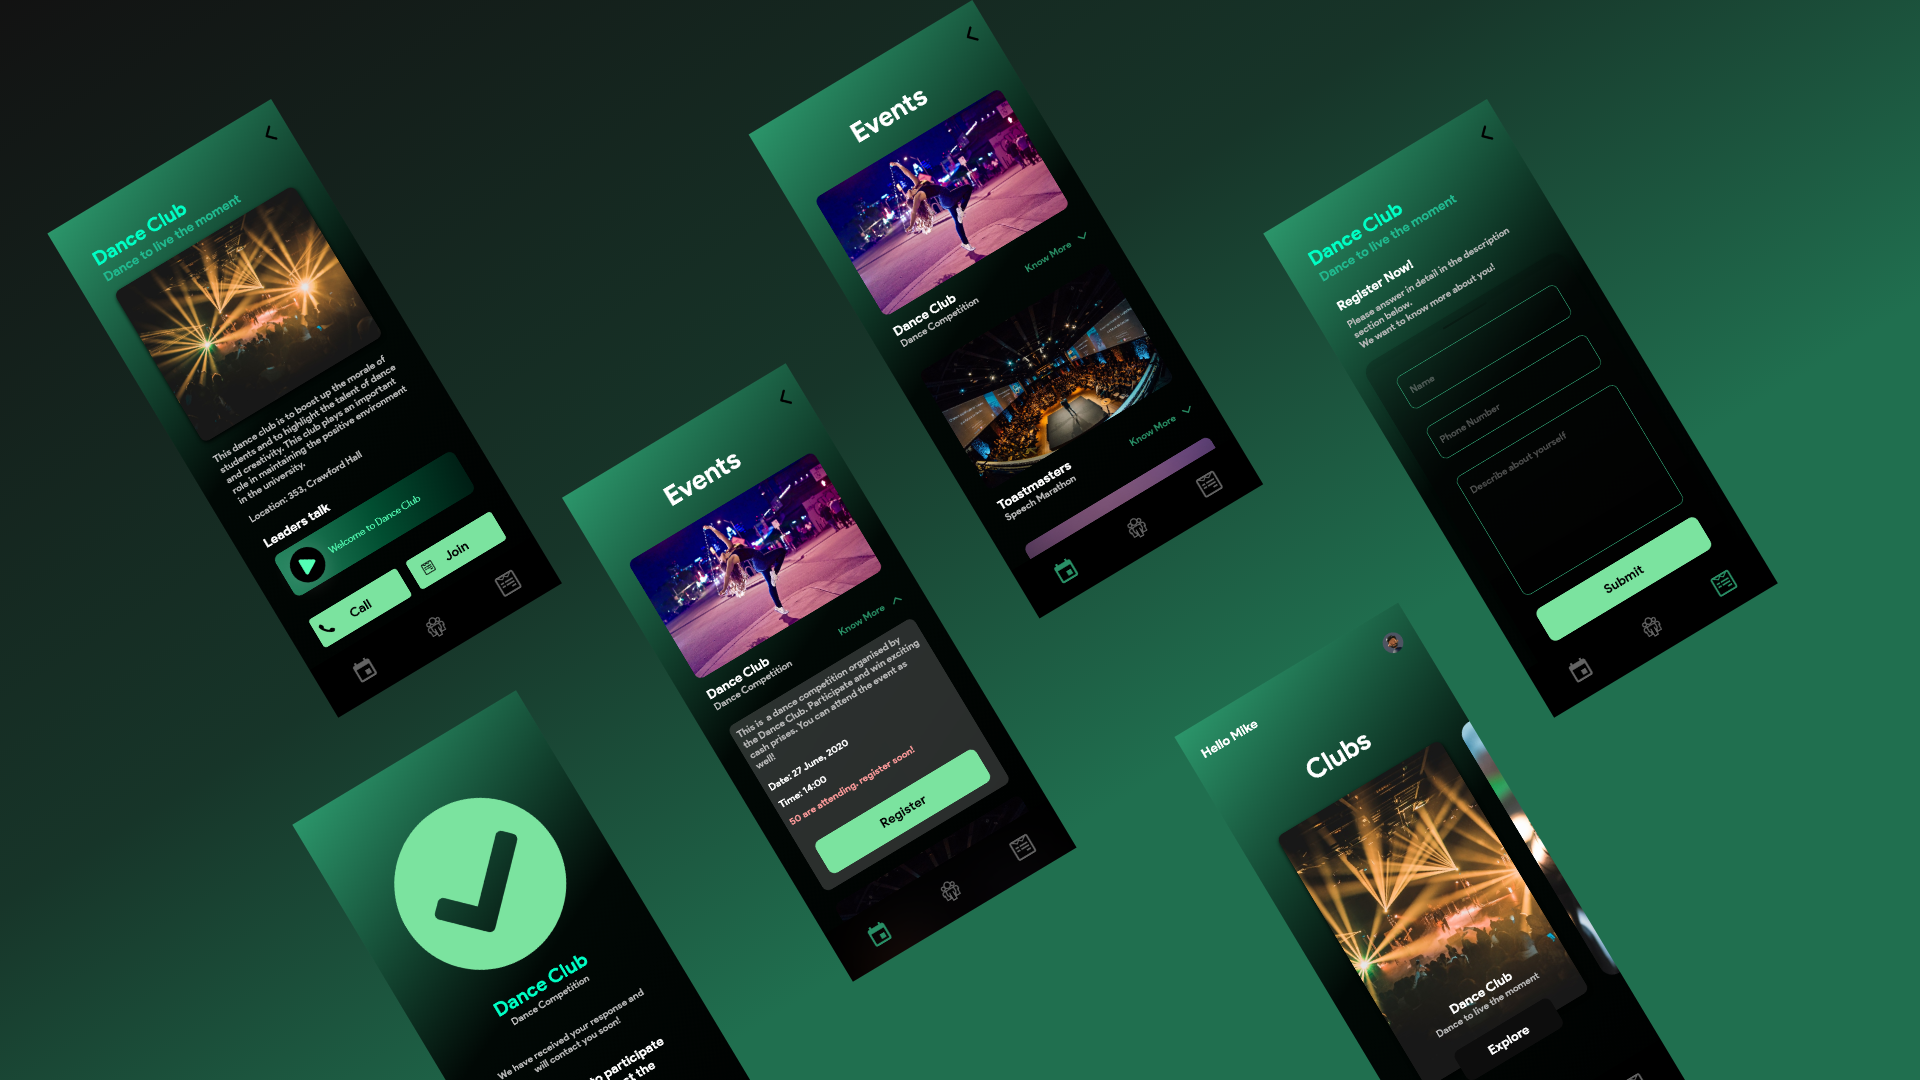 Dance Club
Dance to live the moment
This dance club is to boost up the morale of
students and to highlight the talent of dance
and creativity. This club plays an important
role in maintaining the positive environment
in the university.
Location: 353, Crawford Hall
Leaders talk
Welcome to Dance Club
Call
Join
Dance Club
Dance Competition
We have received your response and
will contact you soon!
to participate
st the
Events
Dance Club
Dance Competition
Know More
This is a dance competition organised by
the Dance Club. Participate and win exciting
cash prises. You can attend the event as
well!
Date: 27 June, 2020
Time: 14:00
50 are attending, register soon!
Register
Events
Know More
Dance Club
Dance Competition
Know More
Toastmasters
Speech Marathon
Dance Club
Dance to live the moment
Register Now!
Please answer in detail in the description
section below.
We want to know more about you!
Name
Phone Number
Describe about yourself
Submit
Hello Mike
Clubs
Dance Club
Dance to live the moment
Explore